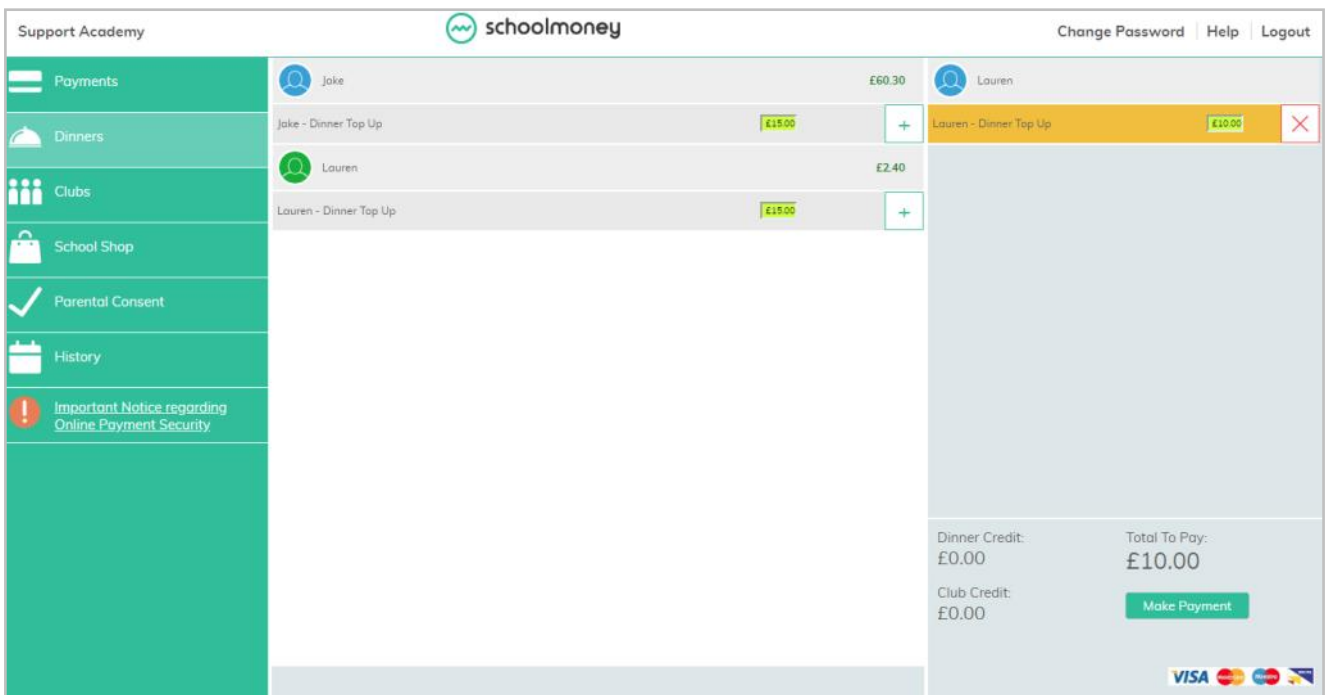 Support Academy
schoolmoney
Change Password
Help
Logout
Payments
Dinners
Clubs
School Shop
Parental Consent
History
Important Notice regarding
Online Payment Security
Jake
£60.30
Jake - Dinner Top Up
£15.00
+
Lauren
£2.40
Lauren - Dinner Top Up
£15.00
+
Lauren
Lauren - Dinner Top Up
£10.00
Dinner Credit:
£0.00
Total To Pay:
£10.00
Club Credit:
£0.00
Make Payment
VISA